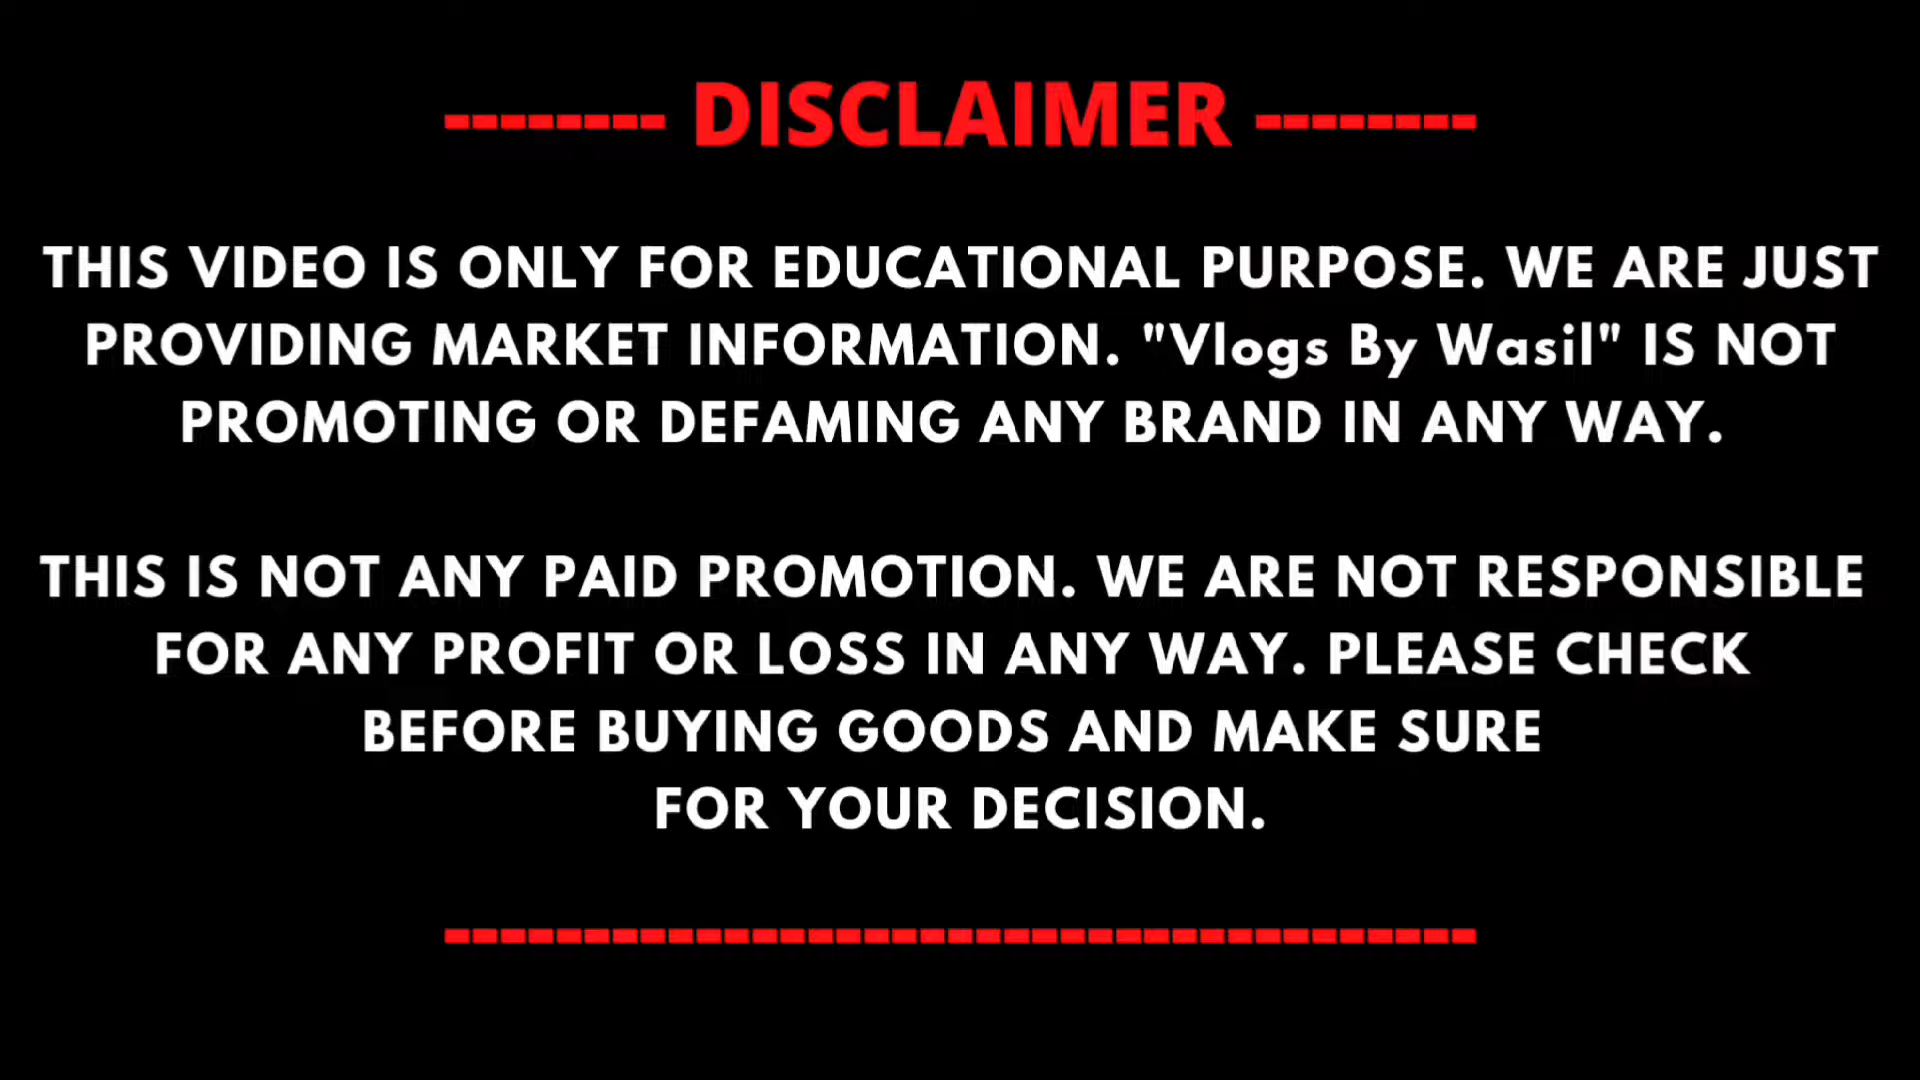 -------- DISCLAIMER --------
THIS VIDEO IS ONLY FOR EDUCATIONAL PURPOSE. WE ARE JUST
PROVIDING MARKET INFORMATION. "Vlogs By Wasil" IS NOT
PROMOTING OR DEFAMING ANY BRAND IN ANY WAY.
THIS IS NOT ANY PAID PROMOTION. WE ARE NOT RESPONSIBLE
FOR ANY PROFIT OR LOSS IN ANY WAY. PLEASE CHECK
BEFORE BUYING GOODS AND MAKE SURE
FOR YOUR DECISION.
-------------------------------------